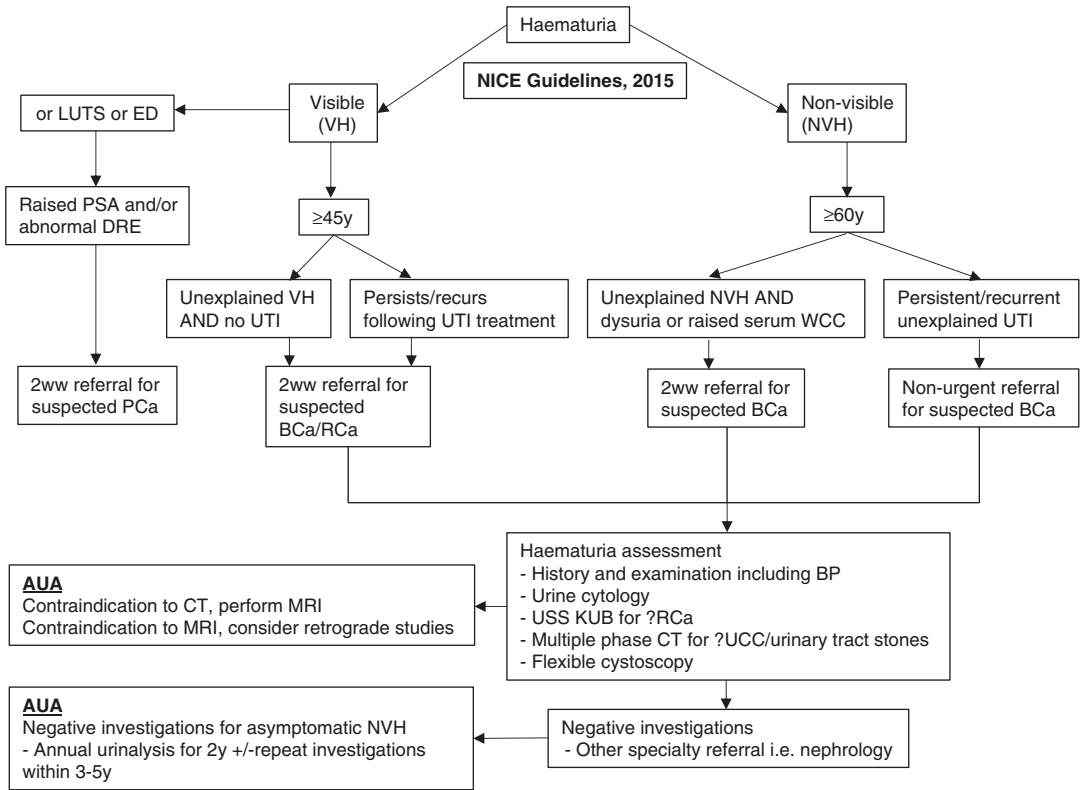 Haematuria
NICE Guidelines, 2015
or LUTS or ED
Visible
(VH)
Non-visible
(NVH)
Raised PSA and/or
abnormal DRE
≥45y
≥60y
Unexplained VH
AND no UTI
Persists/recurs
following UTI treatment
Unexplained NVH AND
dysuria or raised serum WCC
Persistent/recurrent
unexplained UTI
2ww referral for
suspected PCa
2ww referral for
suspected
BCa/RCa
2ww referral for
suspected BCa
Non-urgent referral
for suspected BCa
Haematuria assessment
- History and examination including BP
- Urine cytology
- USS KUB for ?RCa
- Multiple phase CT for ?UCC/urinary tract stones
- Flexible cystoscopy
AUA
Contraindication to CT, perform MRI
Contraindication to MRI, consider retrograde studies
AUA
Negative investigations for asymptomatic NVH
- Annual urinalysis for 2y +/-repeat investigations
within 3-5y
Negative investigations
- Other specialty referral i.e. nephrology